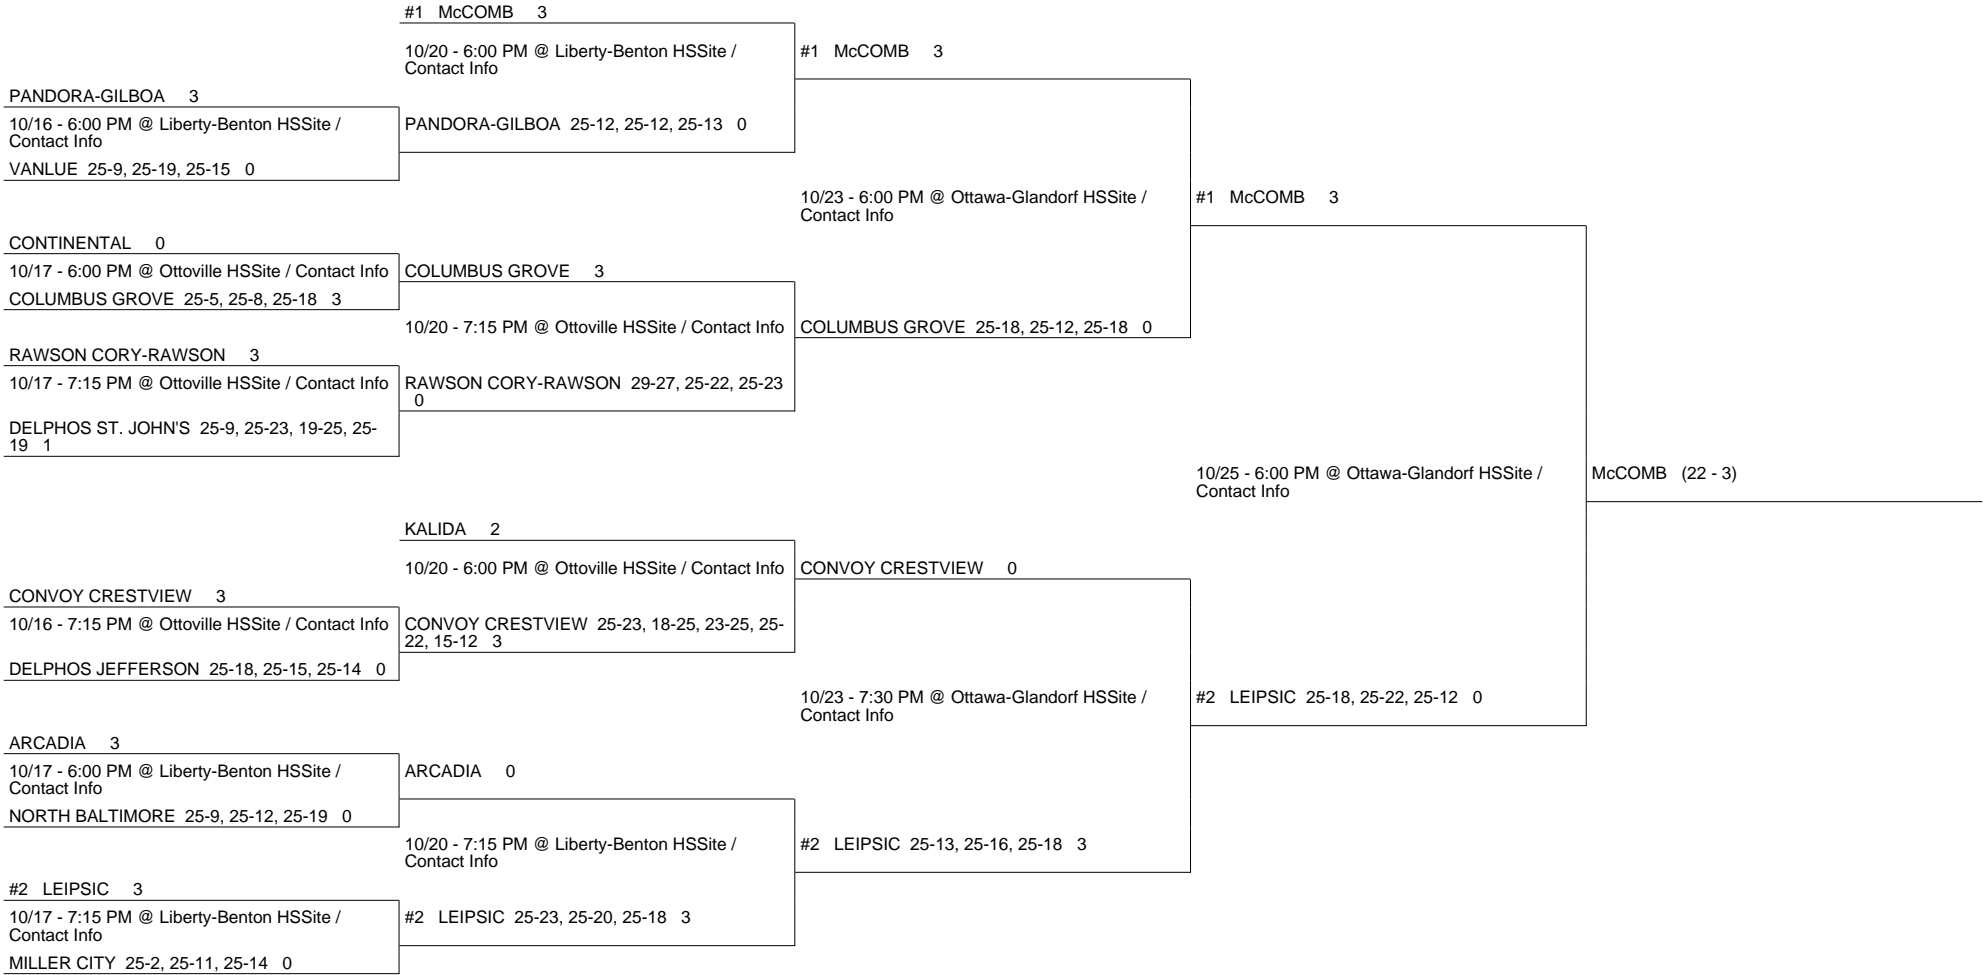 #1 McCOMB 3
10/20 - 6:00 PM @ Liberty-Benton HSSite /
Contact Info
#1 McCOMB 3
PANDORA-GILBOA 3
10/16 - 6:00 PM @ Liberty-Benton HSSite /
Contact Info
PANDORA-GILBOA 25-12, 25-12, 25-13 0
VANLUE 25-9, 25-19, 25-15 0
10/23 - 6:00 PM @ Ottawa-Glandorf HSSite /
Contact Info
#1 McCOMB 3
CONTINENTAL 0
10/17 - 6:00 PM @ Ottoville HSSite / Contact Info
COLUMBUS GROVE 3
COLUMBUS GROVE 25-5, 25-8, 25-18 3
10/20 - 7:15 PM @ Ottoville HSSite / Contact Info
COLUMBUS GROVE 25-18, 25-12, 25-18 0
RAWSON CORY-RAWSON 3
10/17 - 7:15 PM @ Ottoville HSSite / Contact Info
RAWSON CORY-RAWSON 29-27, 25-22, 25-23
0
DELPHOS ST. JOHN'S 25-9, 25-23, 19-25, 25-
19 1
10/25 - 6:00 PM @ Ottawa-Glandorf HSSite /
Contact Info
McCOMB (22 - 3)
KALIDA 2
10/20 - 6:00 PM @ Ottoville HSSite / Contact Info
CONVOY CRESTVIEW 0
CONVOY CRESTVIEW 3
10/16 - 7:15 PM @ Ottoville HSSite / Contact Info
CONVOY CRESTVIEW 25-23, 18-25, 23-25, 25-
22, 15-12 3
DELPHOS JEFFERSON 25-18, 25-15, 25-14 0
10/23 - 7:30 PM @ Ottawa-Glandorf HSSite /
Contact Info
#2 LEIPSIC 25-18, 25-22, 25-12 0
ARCADIA 3
10/17 - 6:00 PM @ Liberty-Benton HSSite /
Contact Info
ARCADIA 0
NORTH BALTIMORE 25-9, 25-12, 25-19 0
10/20 - 7:15 PM @ Liberty-Benton HSSite /
Contact Info
#2 LEIPSIC 25-13, 25-16, 25-18 3
#2 LEIPSIC 3
10/17 - 7:15 PM @ Liberty-Benton HSSite /
Contact Info
#2 LEIPSIC 25-23, 25-20, 25-18 3
MILLER CITY 25-2, 25-11, 25-14 0